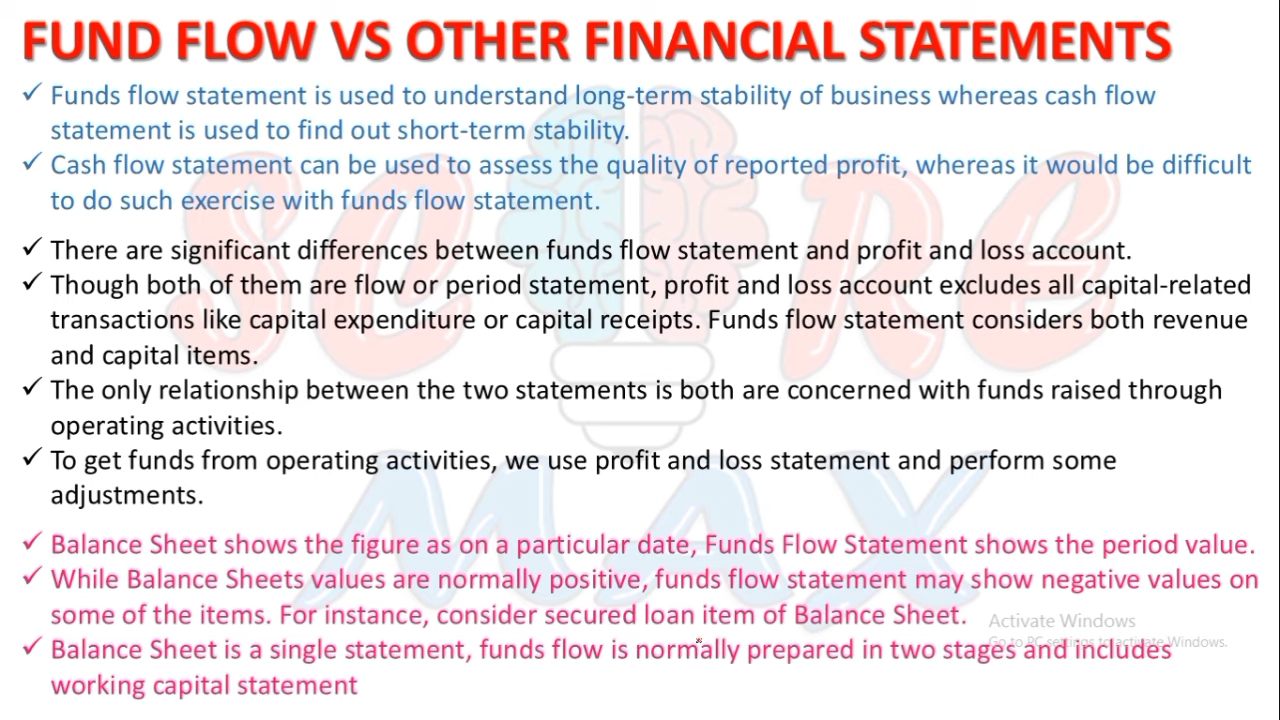 FUND FLOW VS OTHER FINANCIAL STATEMENTS
✓ Funds flow statement is used to understand long-term stability of business whereas cash flow
statement is used to find out short-term stability.
✓ Cash flow statement can be used to assess the quality of reported profit, whereas it would be difficult
to do such exercise with funds flow statement.
✓ There are significant differences between funds flow statement and profit and loss account.
✓ Though both of them are flow or period statement, profit and loss account excludes all capital-related
transactions like capital expenditure or capital receipts. Funds flow statement considers both revenue
and capital items.
✓ The only relationship between the two statements is both are concerned with funds raised through
operating activities.
✓ To get funds from operating activities, we use profit and loss statement and perform some
adjustments.
✓ Balance Sheet shows the figure as on a particular date, Funds Flow Statement shows the period value.
✓ While Balance Sheets values are normally positive, funds flow statement may show negative values on
some of the items. For instance, consider secured loan item of Balance Sheet.
✓ Balance Sheet is a single statement, funds flow is normally prepared in two stages and includes
working capital statement
Activate Windows
Go to PC settings to activate Windows.
SCORE
MAX